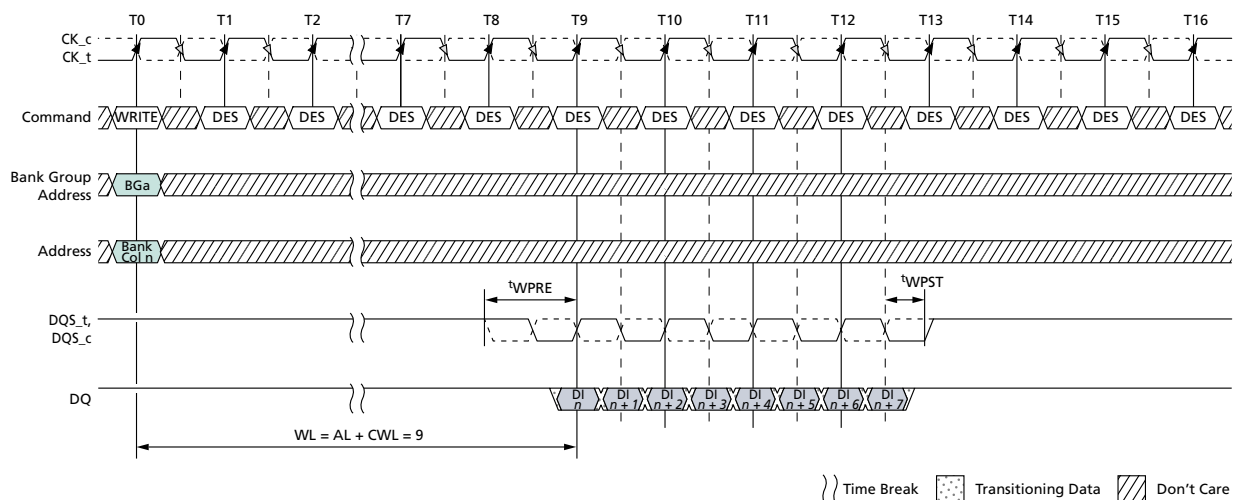 T0 T1 T2 T7 T8 T9 T10 T11 T12 T13 T14 T15 T16
CK_c
CK_t
Command WRITE DES DES DES DES DES DES DES DES DES DES DES DES
Bank Group
Address
BGa
Address
Bank
Col n
tWPRE tWPST
DQS_t,
DQS_c
DQ
DI
n
DI
n + 1
DI
n + 2
DI
n + 3
DI
n + 4
DI
n + 5
DI
n + 6
DI
n + 7
WL = AL + CWL = 9
Time Break Transitioning Data Don't Care